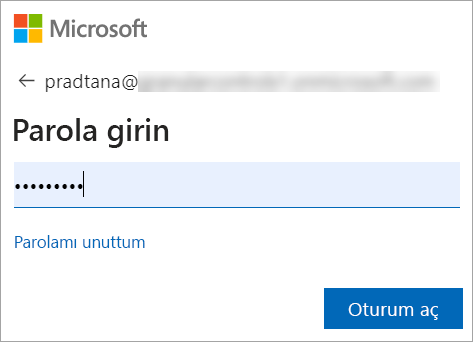 Microsoft
pradtana@
Parola girin
•••••••••
Parolamı unuttum
Oturum aç